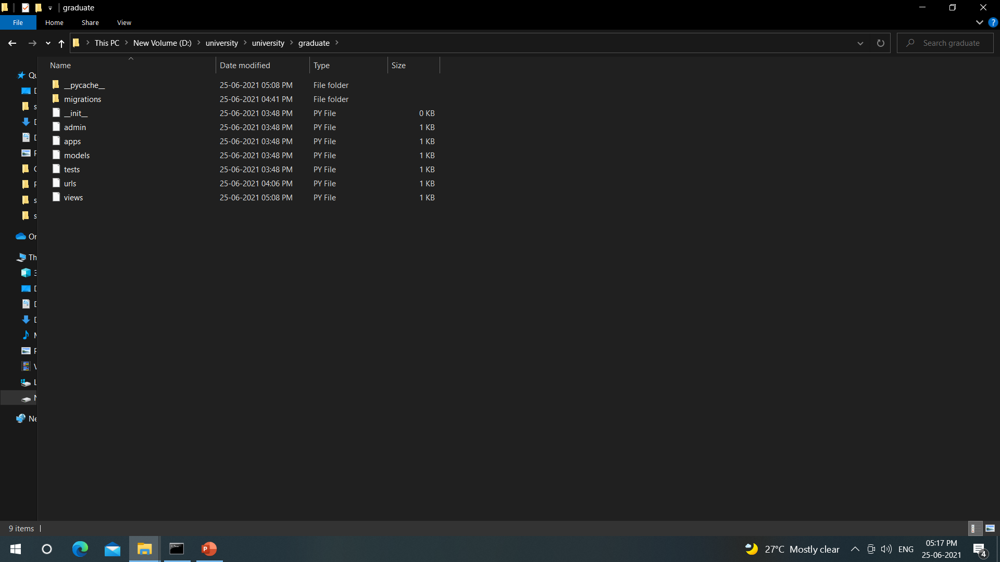 graduate
File Home Share View
This PC New Volume (D:) university university graduate Search graduate
Name Date modified Type Size
__pycache__ 25-06-2021 05:08 PM File folder
migrations 25-06-2021 04:41 PM File folder
__init__ 25-06-2021 03:48 PM PY File 0 KB
admin 25-06-2021 03:48 PM PY File 1 KB
apps 25-06-2021 03:48 PM PY File 1 KB
models 25-06-2021 03:48 PM PY File 1 KB
tests 25-06-2021 03:48 PM PY File 1 KB
urls 25-06-2021 04:06 PM PY File 1 KB
views 25-06-2021 05:08 PM PY File 1 KB
9 items
27°C Mostly clear ENG 05:17 PM
25-06-2021 4